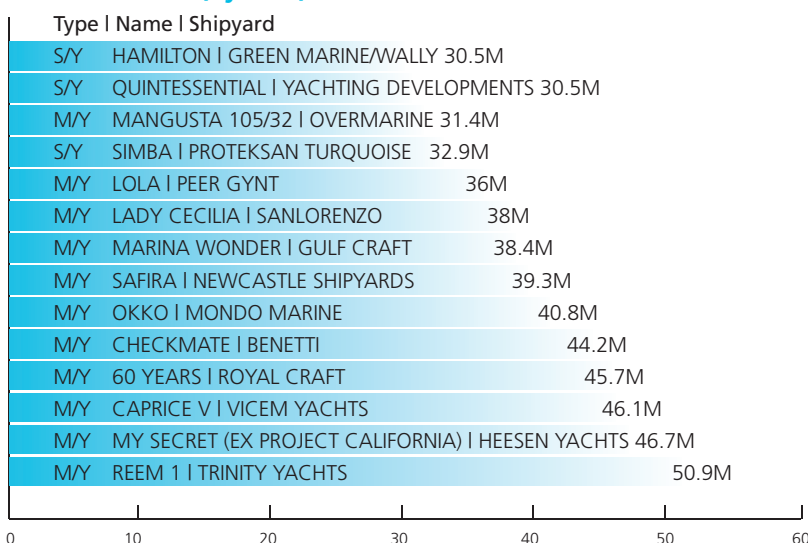 Type | Name | Shipyard
S/Y HAMILTON | GREEN MARINE/WALLY 30.5M
S/Y QUINTESSENTIAL | YACHTING DEVELOPMENTS 30.5M
M/Y MANGUSTA 105/32 | OVERMARINE 31.4M
S/Y SIMBA | PROTEKSAN TURQUOISE 32.9M
M/Y LOLA | PEER GYNT 36M
M/Y LADY CECILIA | SANLORENZO 38M
M/Y MARINA WONDER | GULF CRAFT 38.4M
M/Y SAFIRA | NEWCASTLE SHIPYARDS 39.3M
M/Y OKKO | MONDO MARINE 40.8M
M/Y CHECKMATE | BENETTI 44.2M
M/Y 60 YEARS | ROYAL CRAFT 45.7M
M/Y CAPRICE V | VICEM YACHTS 46.1M
M/Y MY SECRET (EX PROJECT CALIFORNIA) | HEESEN YACHTS 46.7M
M/Y REEM 1 | TRINITY YACHTS 50.9M
0 10 20 30 40 50 60